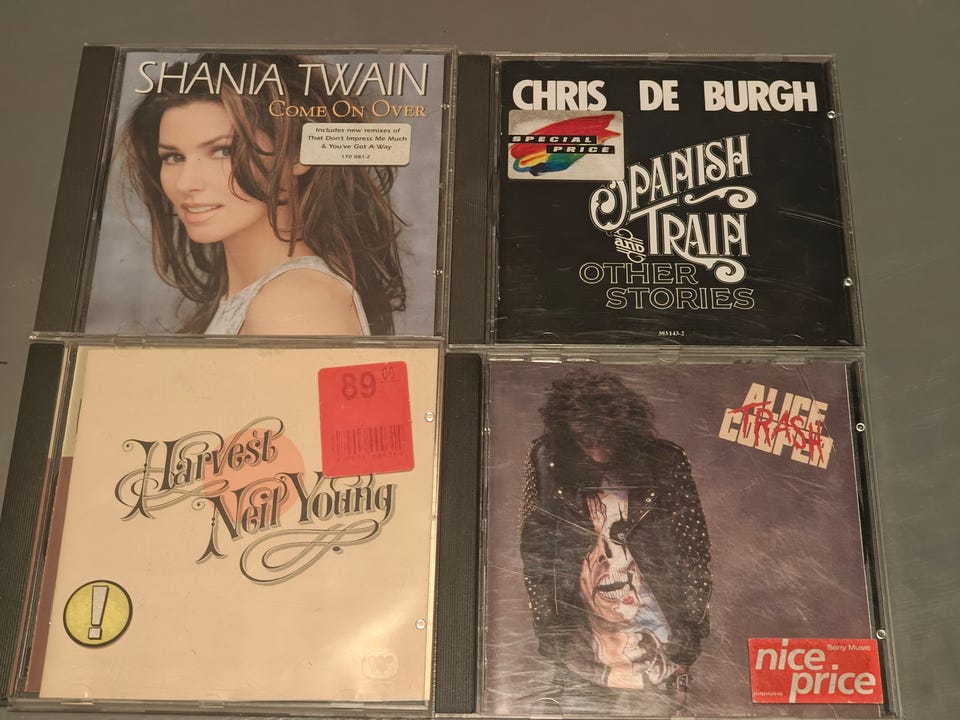 SHANIA TWAIN
COME ON OVER
Includes new remixes of
That Don't Impress Me Much
& You've Got A Way
170 081-2
CHRIS DE BURGH
SPECIAL
PRICE
SPANISH
and TRAIN
OTHER
STORIES
393143-2
89 00
Harvest
Neil Young
!
ALICE
COOPER
TRASH
nice
price
Sony Music